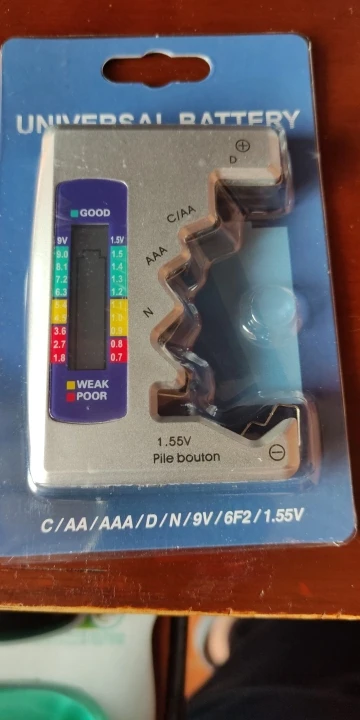 UNIVERSAL BATTERY
⊕
D
C/AA
AAA
N
GOOD
9V 1.5V
9.0 1.5
8.1 1.4
7.2 1.3
6.3 1.2
3.6 0.9
2.7 0.8
1.8 0.7
WEAK
POOR
1.55V
Pile bouton
⊖
C/AA/AAA/D/N/9V/6F2/1.55V